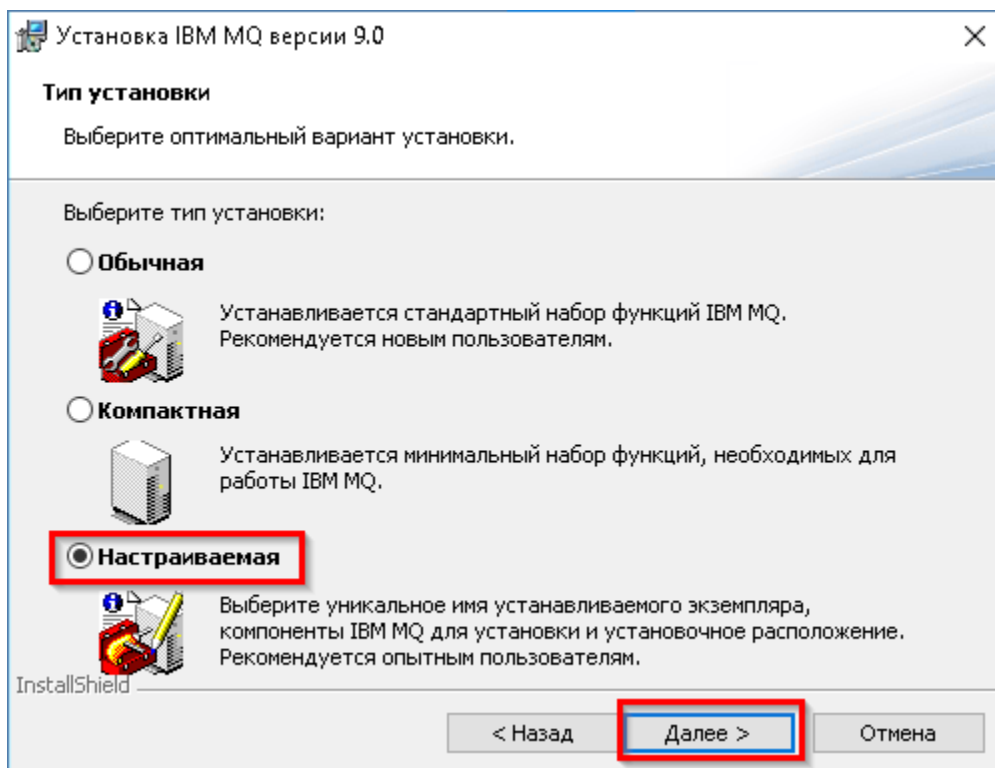 Установка IBM MQ версии 9.0
Тип установки
Выберите оптимальный вариант установки.
Выберите тип установки:
Обычная
Устанавливается стандартный набор функций IBM MQ.
Рекомендуется новым пользователям.
Компактная
Устанавливается минимальный набор функций, необходимых для
работы IBM MQ.
Настраиваемая
Выберите уникальное имя устанавливаемого экземпляра,
компоненты IBM MQ для установки и установочное расположение.
Рекомендуется опытным пользователям.
InstallShield
< Назад
Далее >
Отмена